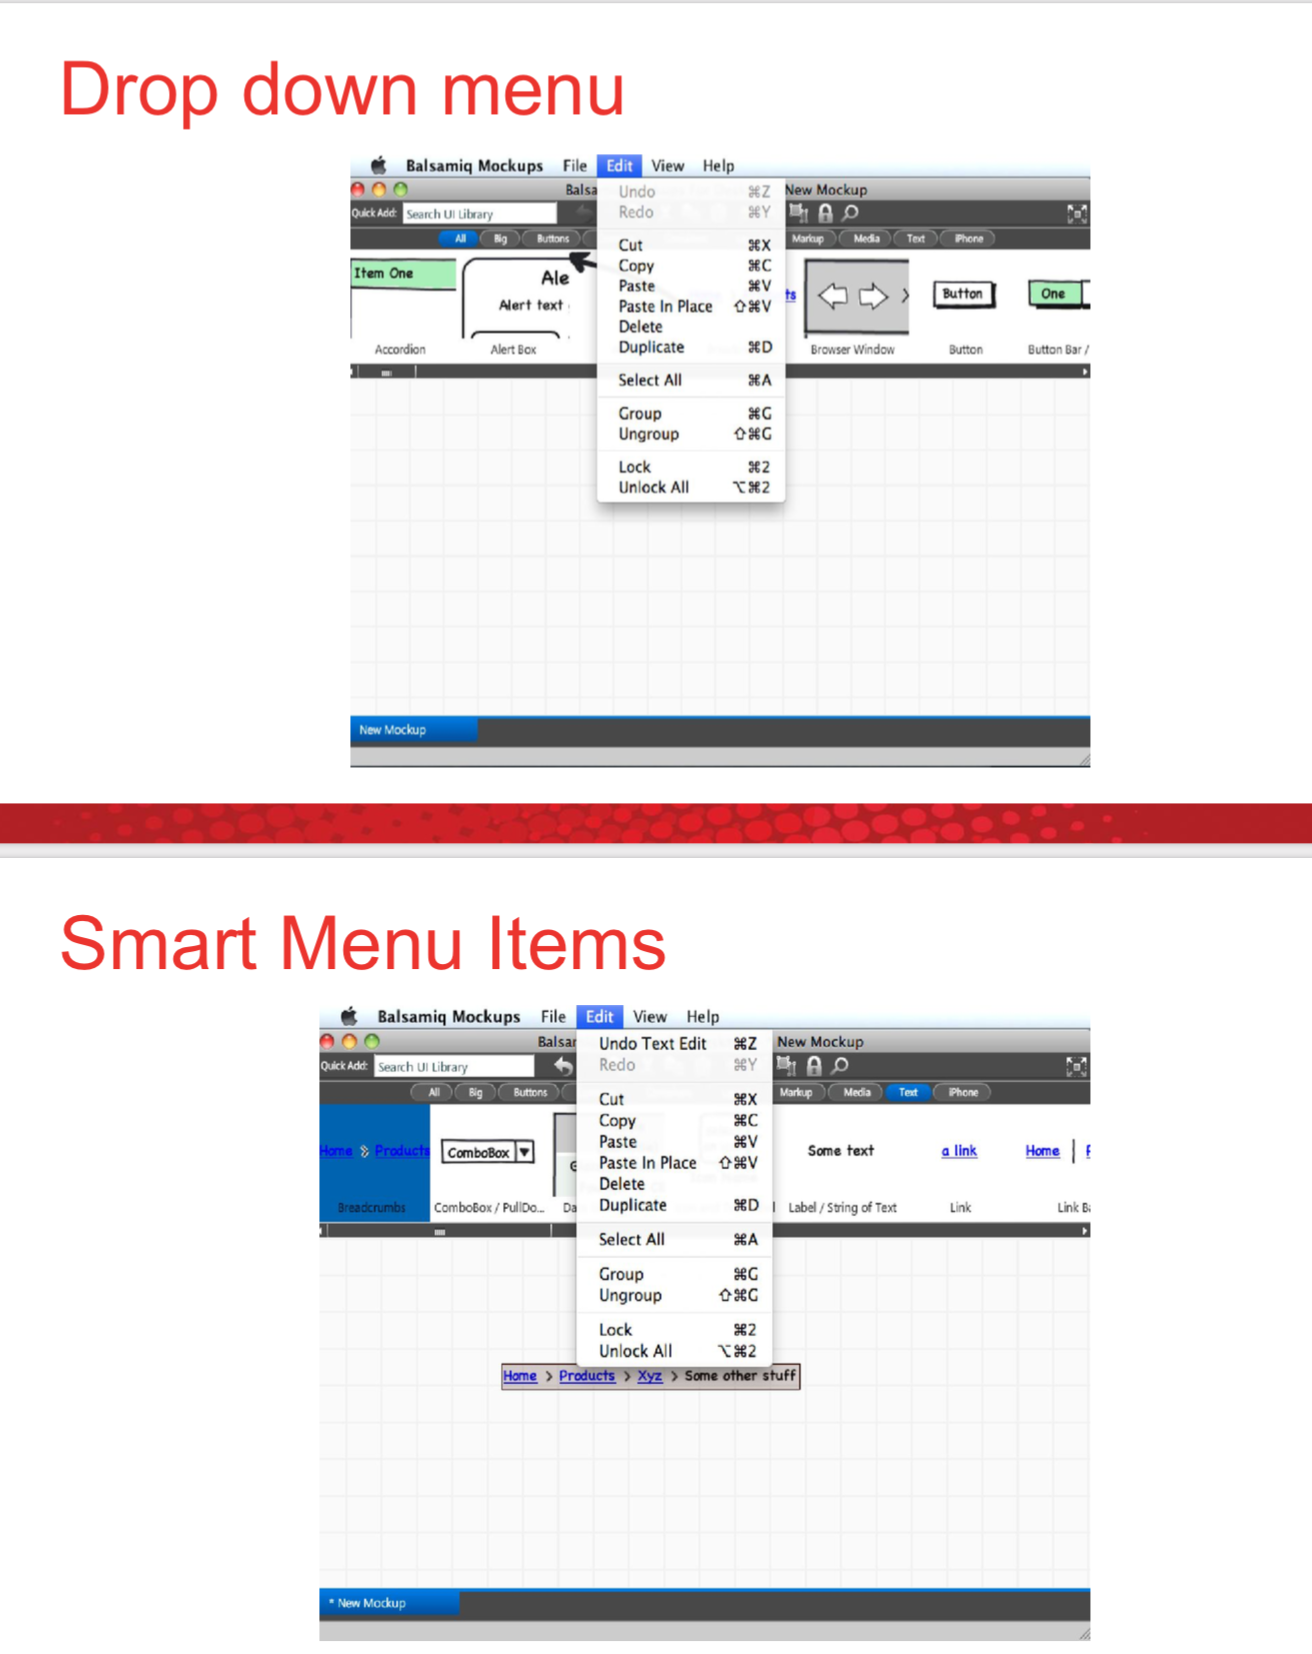 Drop down menu
Balsamiq Mockups File Edit View Help
Balsa New Mockup
Quick Add: Search UI Library
All Big Buttons Markup Media Text iPhone
Undo ⌘Z
Redo ⌘Y
Cut ⌘X
Copy ⌘C
Paste ⌘V
Paste In Place ⇧⌘V
Delete
Duplicate ⌘D
Select All ⌘A
Group ⌘G
Ungroup ⇧⌘G
Lock ⌘2
Unlock All ⌥⌘2
Item One
Ale
Alert text
ts
Button
One
Accordion Alert Box Browser Window Button Button Bar /
New Mockup
Smart Menu Items
Balsamiq Mockups File Edit View Help
Balsar New Mockup
Quick Add: Search UI Library
All Big Buttons Markup Media Text iPhone
Undo Text Edit ⌘Z
Redo ⌘Y
Cut ⌘X
Copy ⌘C
Paste ⌘V
Paste In Place ⇧⌘V
Delete
Duplicate ⌘D
Select All ⌘A
Group ⌘G
Ungroup ⇧⌘G
Lock ⌘2
Unlock All ⌥⌘2
Home » Products ComboBox Some text a link Home
Breadcrumbs ComboBox / PullDo... Da Label / String of Text Link Link Ba
Home > Products > Xyz > Some other stuff
* New Mockup